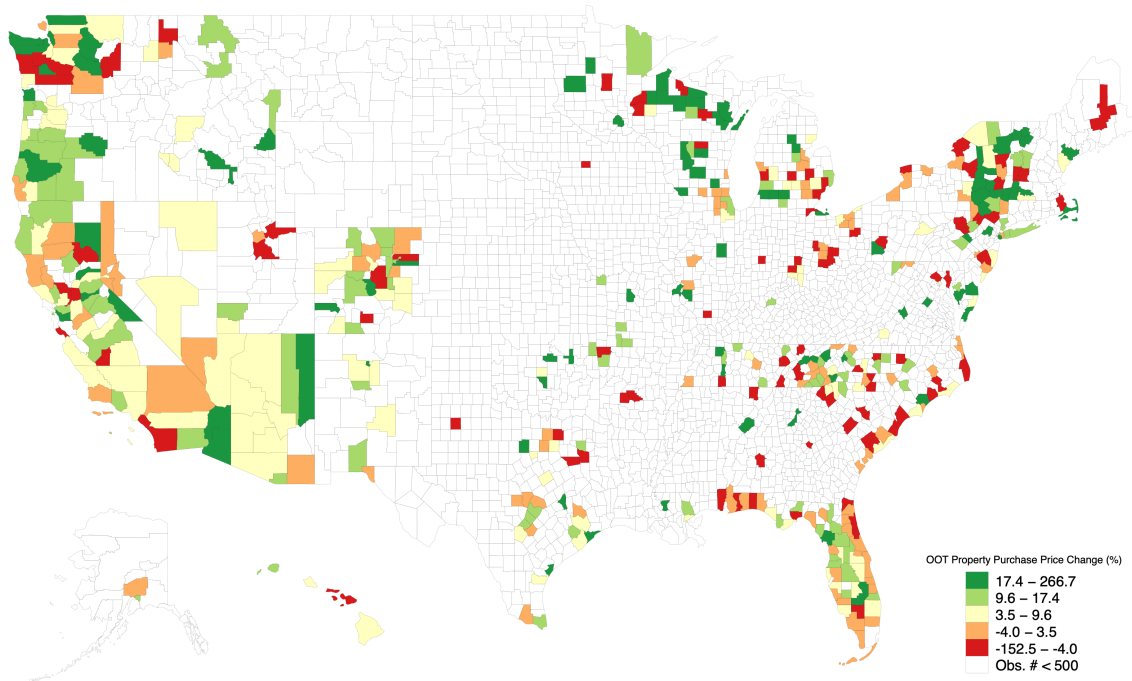 OOT Property Purchase Price Change (%)
17.4 – 266.7
9.6 – 17.4
3.5 – 9.6
-4.0 – 3.5
-152.5 – -4.0
Obs. # < 500